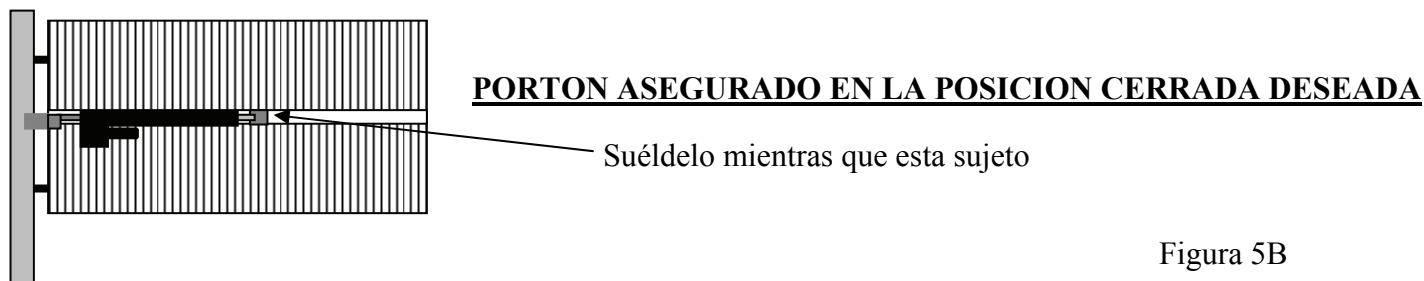 PORTON ASEGURADO EN LA POSICION CERRADA DESEADA
Suéldelo mientras que esta sujeto
Figura 5B